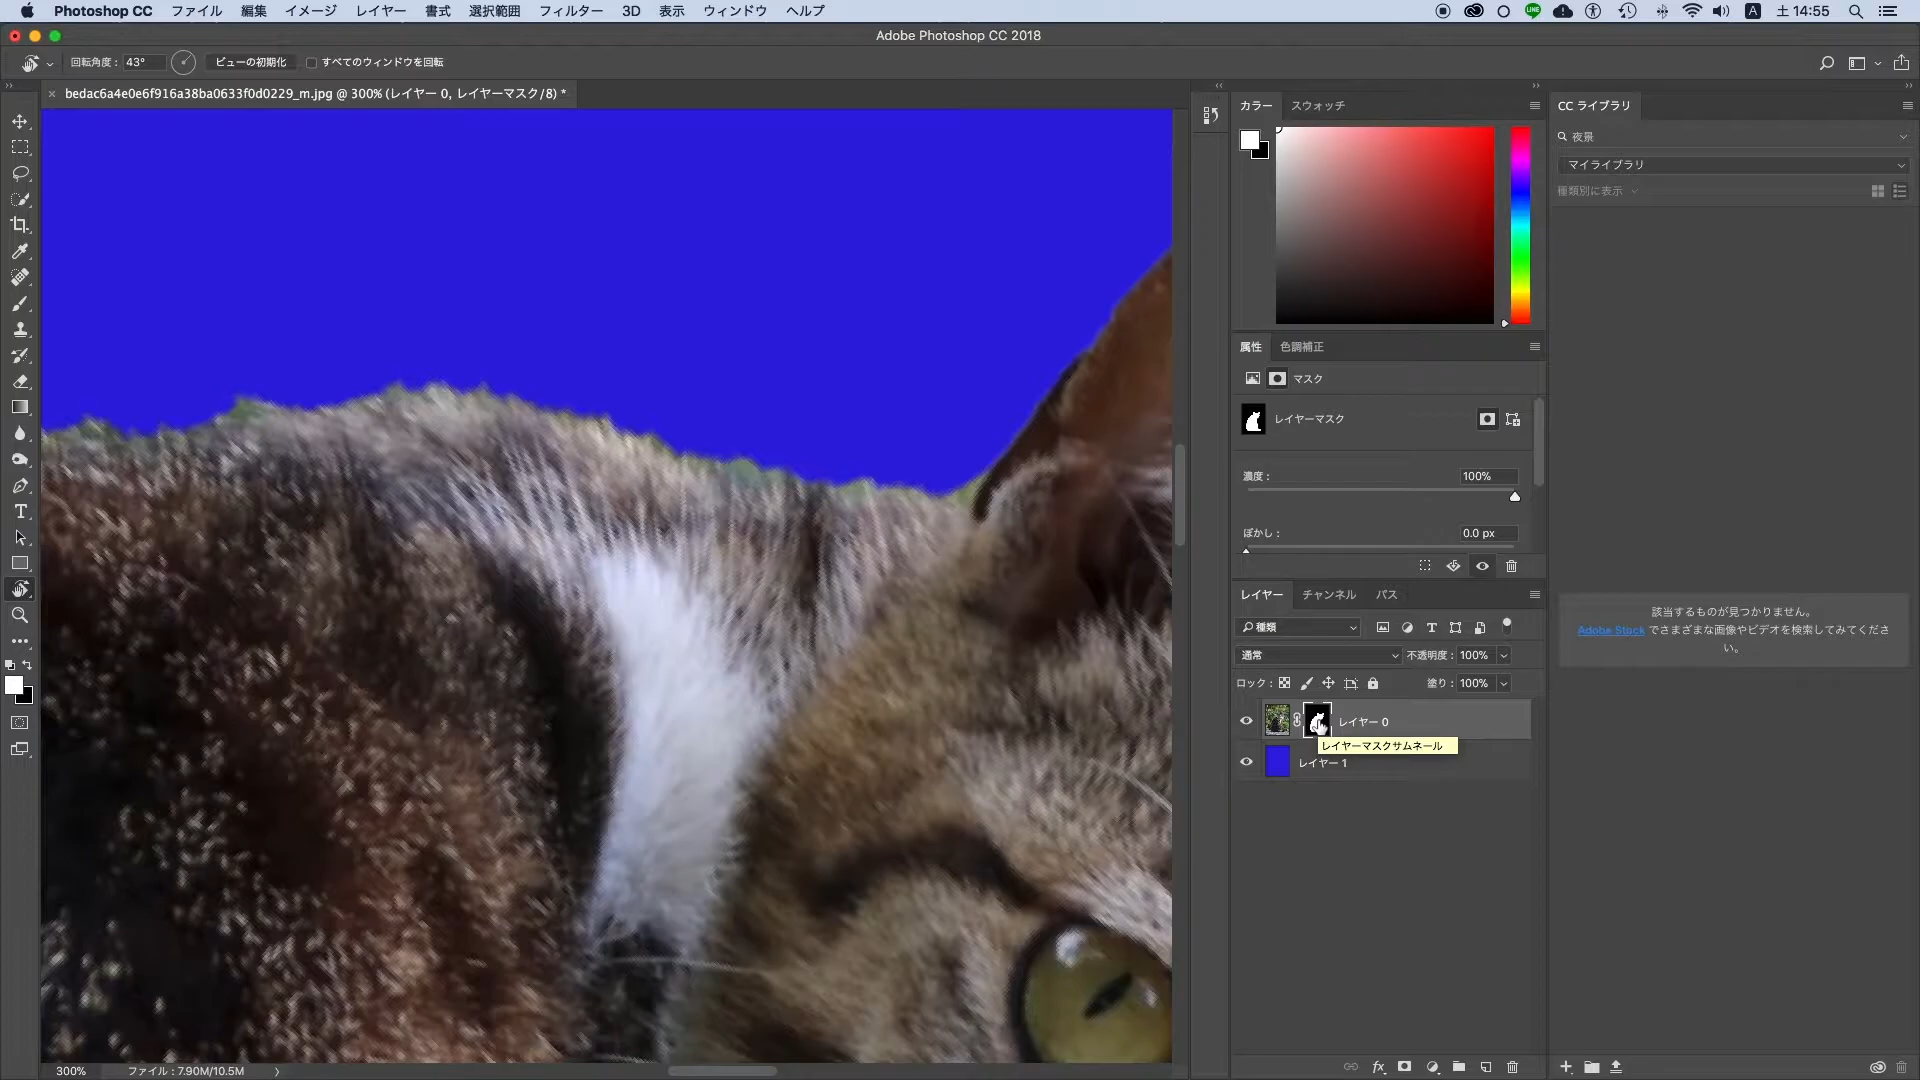 Photoshop CC ファイル 編集 イメージ レイヤー 書式 選択範囲 フィルター 3D 表示 ウィンドウ ヘルプ LINE A 土 14:55
Adobe Photoshop CC 2018
回転角度 : 43° ビューの初期化 すべてのウィンドウを回転
bedac6a4e0e6f916a38ba0633f0d0229_m.jpg @ 300% (レイヤー 0, レイヤーマスク/8) *
カラー スウォッチ
属性 色調補正
マスク
レイヤーマスク
濃度 : 100%
ぼかし : 0.0 px
レイヤー チャンネル パス
種類
通常 不透明度 : 100%
ロック : 塗り : 100%
レイヤー 0
レイヤーマスクサムネール
レイヤー 1
fx
CC ライブラリ
夜景
マイライブラリ
種類別に表示
該当するものが見つかりません。
Adobe Stock でさまざまな画像やビデオを検索してみてくださ
い。
300% ファイル : 7.90M/10.5M